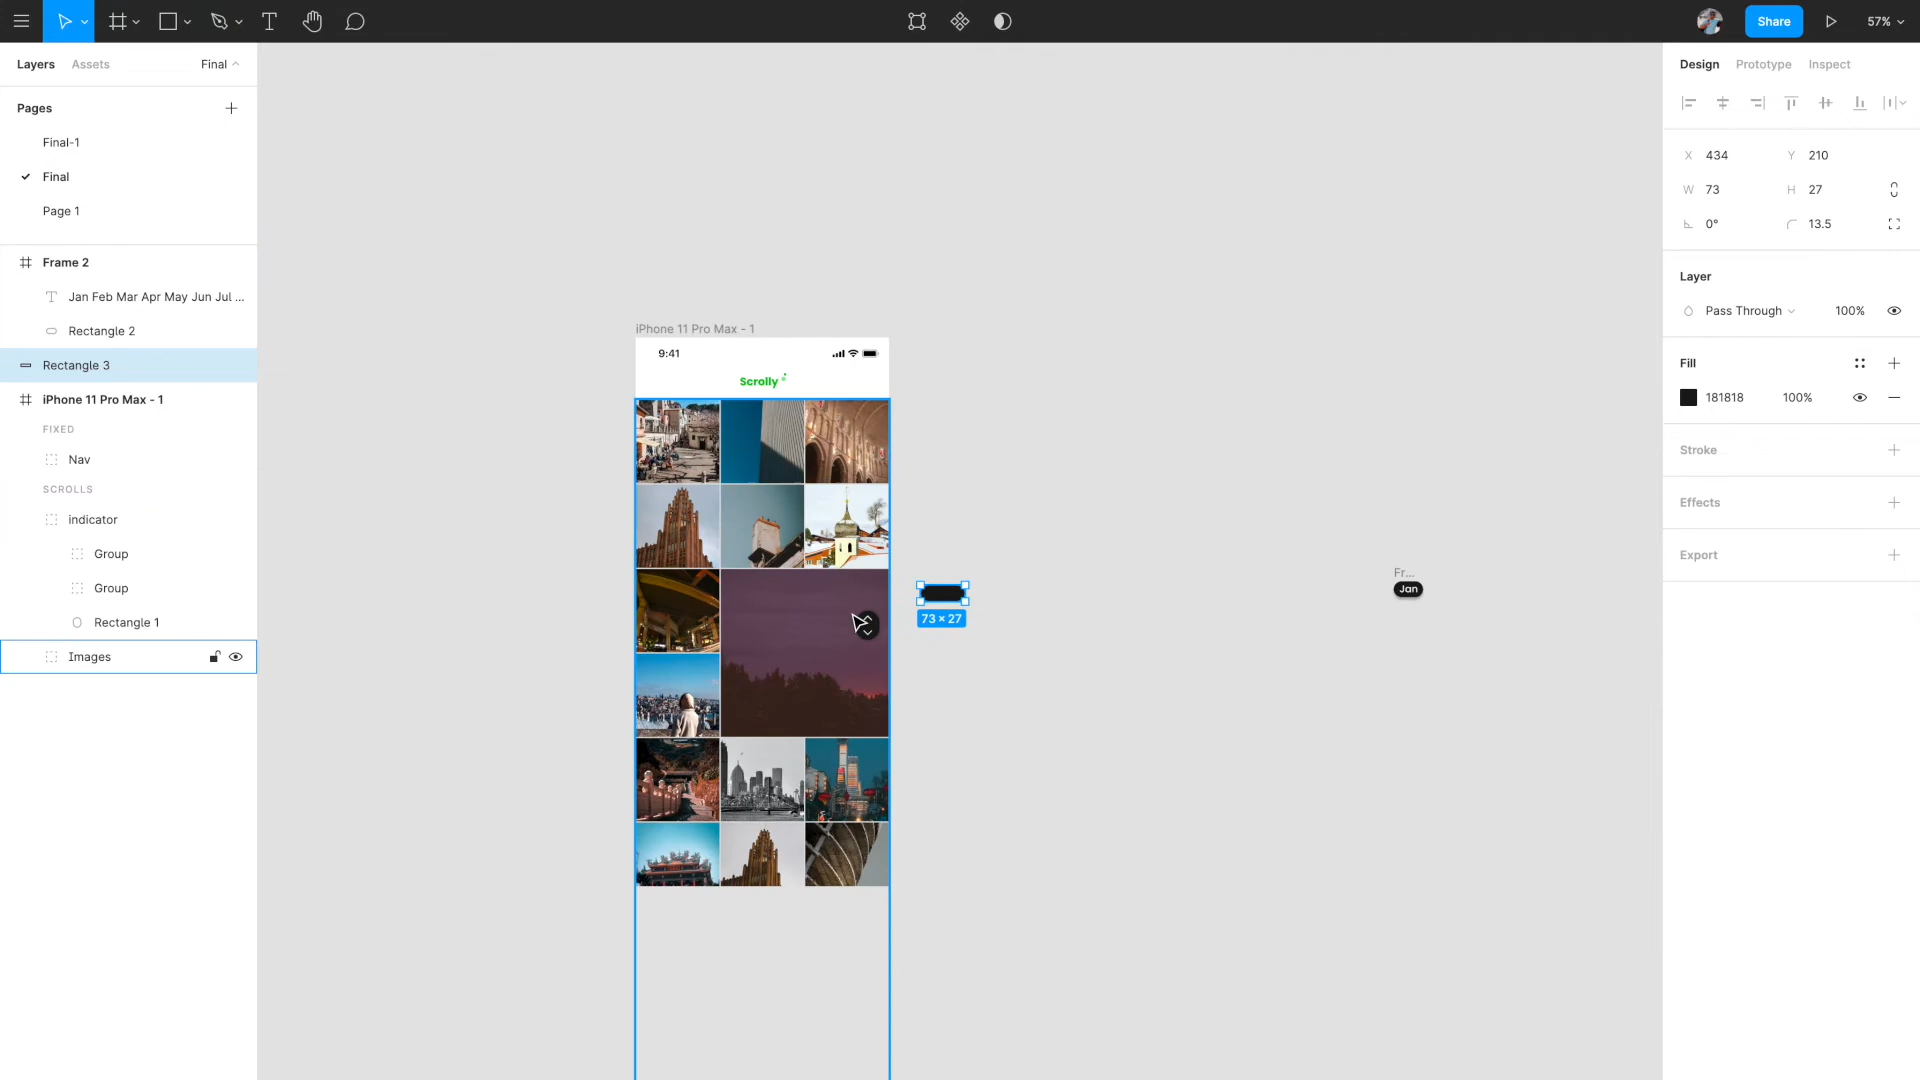 Share
57%
Layers
Assets
Final
Design
Prototype
Inspect
Pages
Final-1
Final
Page 1
X 434
Y 210
W 73
H 27
0°
13.5
Frame 2
Jan Feb Mar Apr May Jun Jul ...
Rectangle 2
Rectangle 3
iPhone 11 Pro Max - 1
FIXED
Nav
SCROLLS
indicator
Group
Group
Rectangle 1
Images
iPhone 11 Pro Max - 1
9:41
Scrolly
73 × 27
Fr...
Jan
Layer
Pass Through
100%
Fill
181818
100%
Stroke
Effects
Export